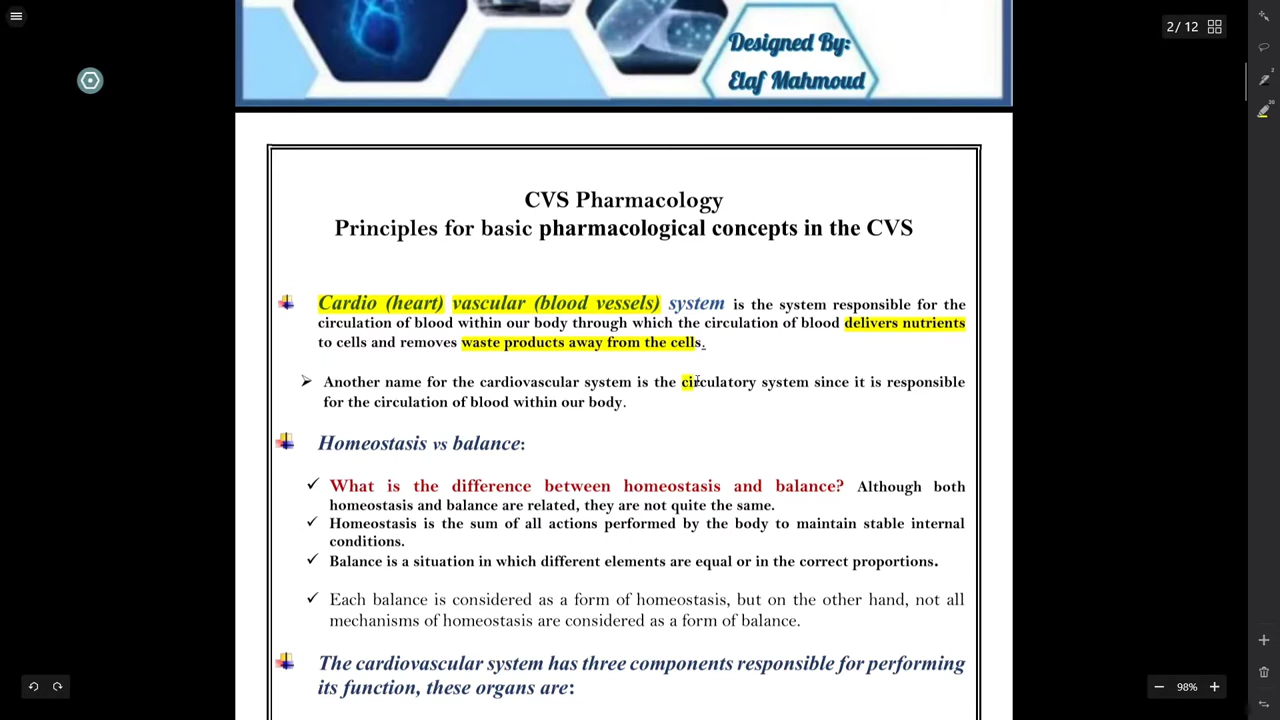 2/ 12
Designed By:
Elaf Mahmoud
CVS Pharmacology
Principles for basic pharmacological concepts in the CVS
Cardio (heart) vascular (blood vessels) system is the system responsible for the
circulation of blood within our body through which the circulation of blood delivers nutrients
to cells and removes waste products away from the cells.
Another name for the cardiovascular system is the circulatory system since it is responsible
for the circulation of blood within our body.
Homeostasis vs balance:
What is the difference between homeostasis and balance? Although both
homeostasis and balance are related, they are not quite the same.
Homeostasis is the sum of all actions performed by the body to maintain stable internal
conditions.
Balance is a situation in which different elements are equal or in the correct proportions.
Each balance is considered as a form of homeostasis, but on the other hand, not all
mechanisms of homeostasis are considered as a form of balance.
The cardiovascular system has three components responsible for performing
its function, these organs are:
98%